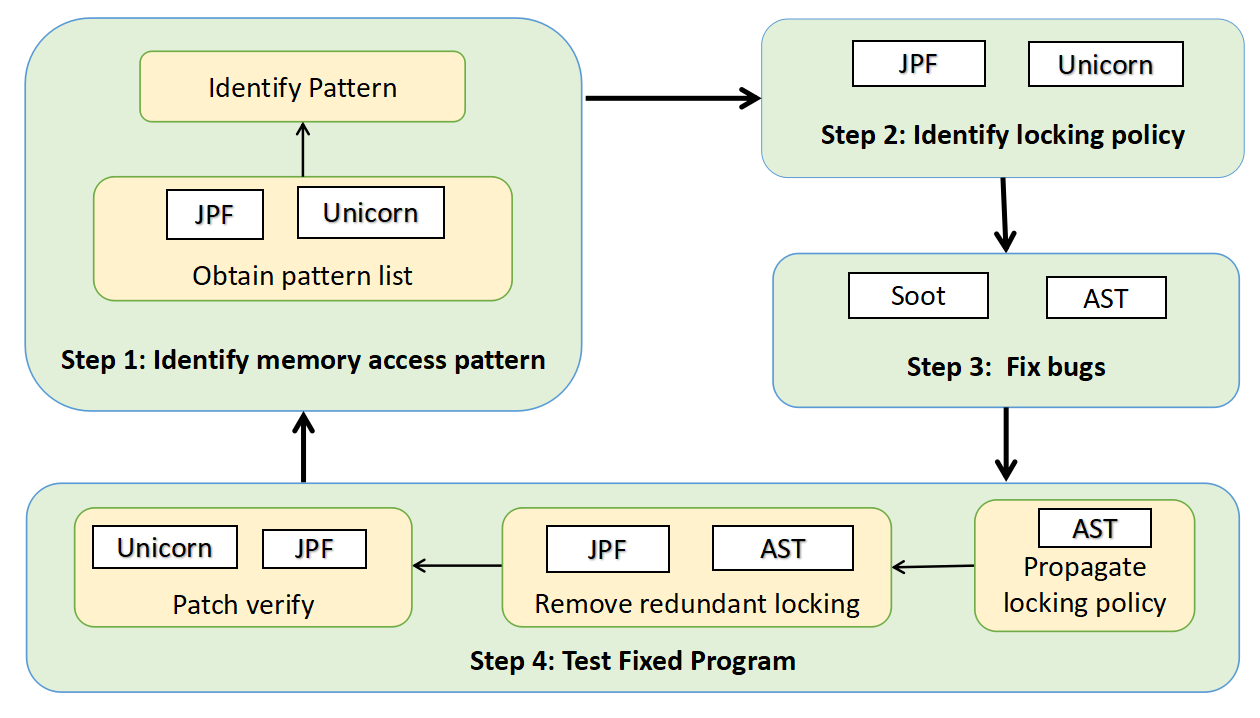 Identify Pattern
JPF
Unicorn
Obtain pattern list
Step 1: Identify memory access pattern
JPF
Unicorn
Step 2: Identify locking policy
Soot
AST
Step 3:  Fix bugs
Unicorn
JPF
Patch verify
JPF
AST
Remove redundant locking
AST
Propagate
locking policy
Step 4: Test Fixed Program